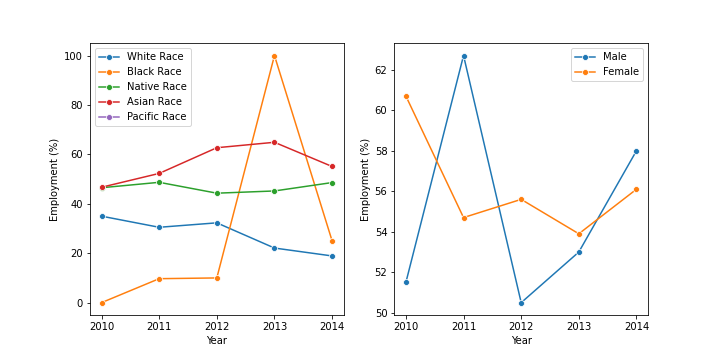 White Race
Black Race
Native Race
Asian Race
Pacific Race
100
80
60
40
20
0
Employment (%)
2010 2011 2012 2013 2014
Year
Male
Female
62
60
58
56
54
52
50
Employment (%)
2010 2011 2012 2013 2014
Year